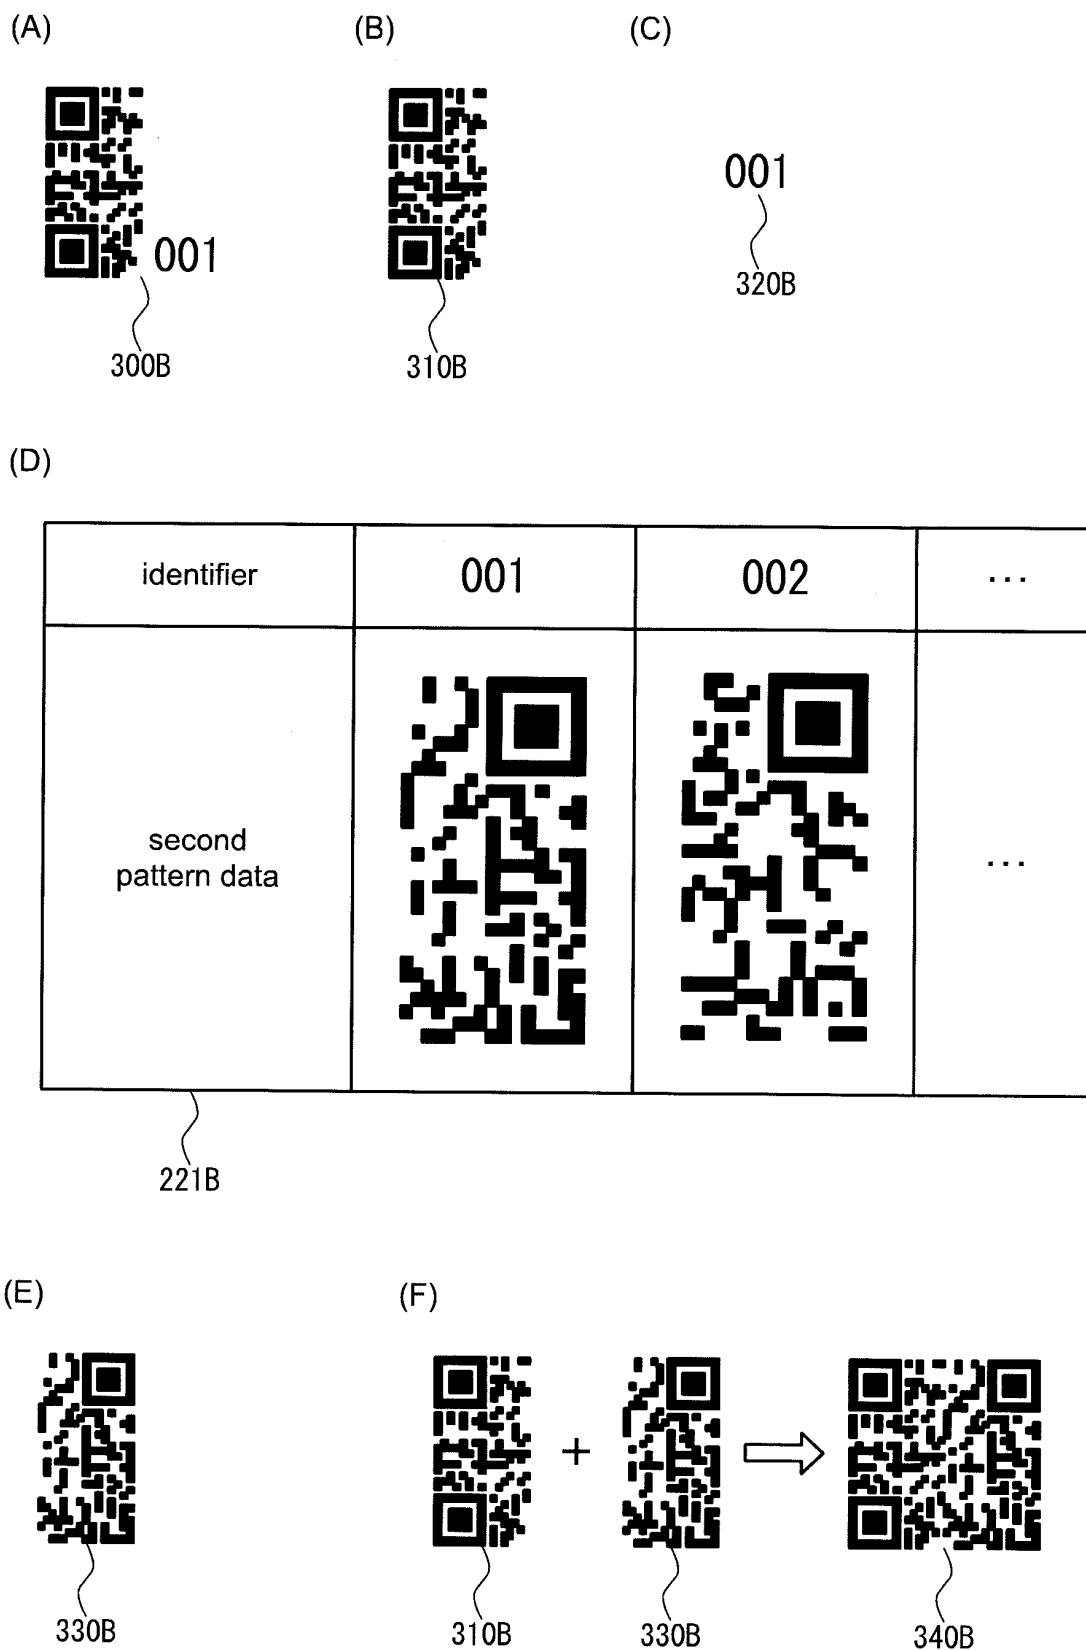 (A)
(B)
(C)
001
300B
310B
001
320B
(D)
identifier
001
002
...
second
pattern data
...
221B
(E)
(F)
330B
+
310B
330B
340B